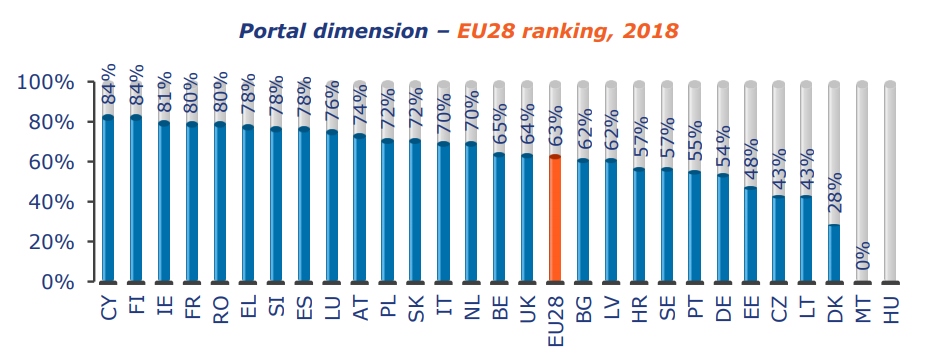 Portal dimension – EU28 ranking, 2018
100%
80%
60%
40%
20%
0%
84%
84%
81%
80%
80%
78%
78%
78%
76%
74%
72%
72%
70%
70%
65%
64%
63%
62%
62%
57%
57%
55%
54%
48%
43%
43%
28%
0%
CY
FI
IE
FR
RO
EL
SI
ES
LU
AT
PL
SK
IT
NL
BE
UK
EU28
BG
LV
HR
SE
PT
DE
EE
CZ
LT
DK
MT
HU